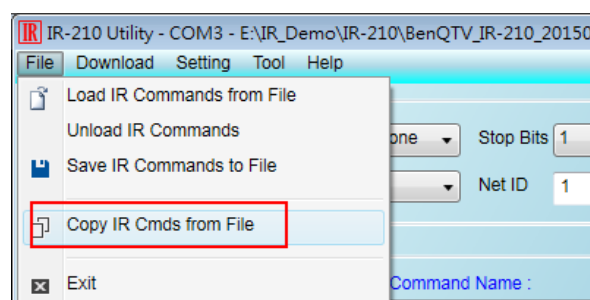 IR IR-210 Utility - COM3 - E:\IR_Demo\IR-210\BenQTV_IR-210_20150
File Download Setting Tool Help
Load IR Commands from File
Unload IR Commands
one Stop Bits 1
Save IR Commands to File
Net ID 1
Copy IR Cmds from File
Exit
Command Name :